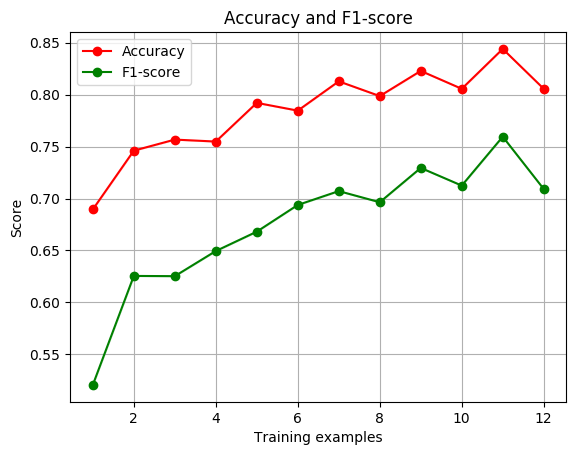 Accuracy and F1-score
Accuracy
F1-score
0.85
0.80
0.75
0.70
0.65
0.60
0.55
Score
2 4 6 8 10 12
Training examples